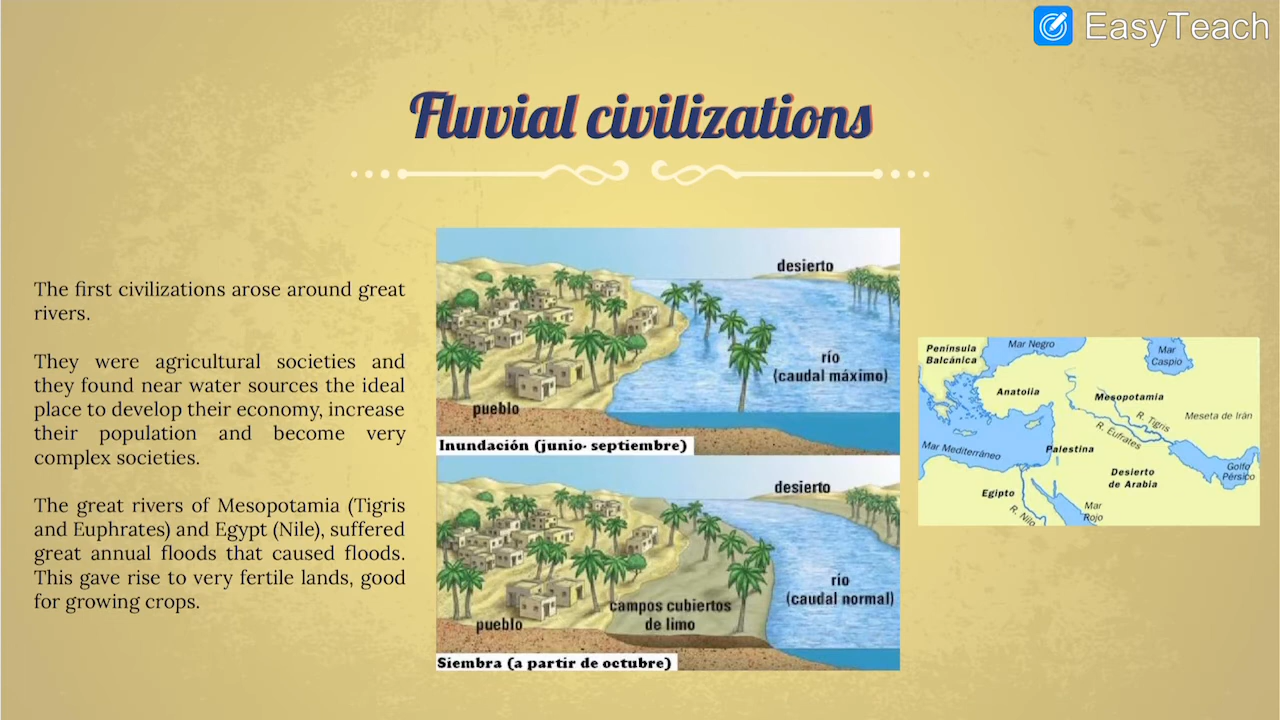 EasyTeach
Fluvial civilizations
The first civilizations arose around great
rivers.
They were agricultural societies and
they found near water sources the ideal
place to develop their economy, increase
their population and become very
complex societies.
The great rivers of Mesopotamia (Tigris
and Euphrates) and Egypt (Nile), suffered
great annual floods that caused floods.
This gave rise to very fertile lands, good
for growing crops.
desierto
río
(caudal máximo)
pueblo
Inundación (junio- septiembre)
desierto
río
(caudal normal)
campos cubiertos
de limo
pueblo
Siembra (a partir de octubre)
Península
Balcánica
Mar Negro
Mar
Caspio
Anatolia
Mesopotamia
R. Tigris
Meseta de Irán
R. Eufrates
Mar Mediterráneo
Palestina
Golfo
Pérsico
Desierto
de Arabia
Egipto
R. Nilo
Mar
Rojo